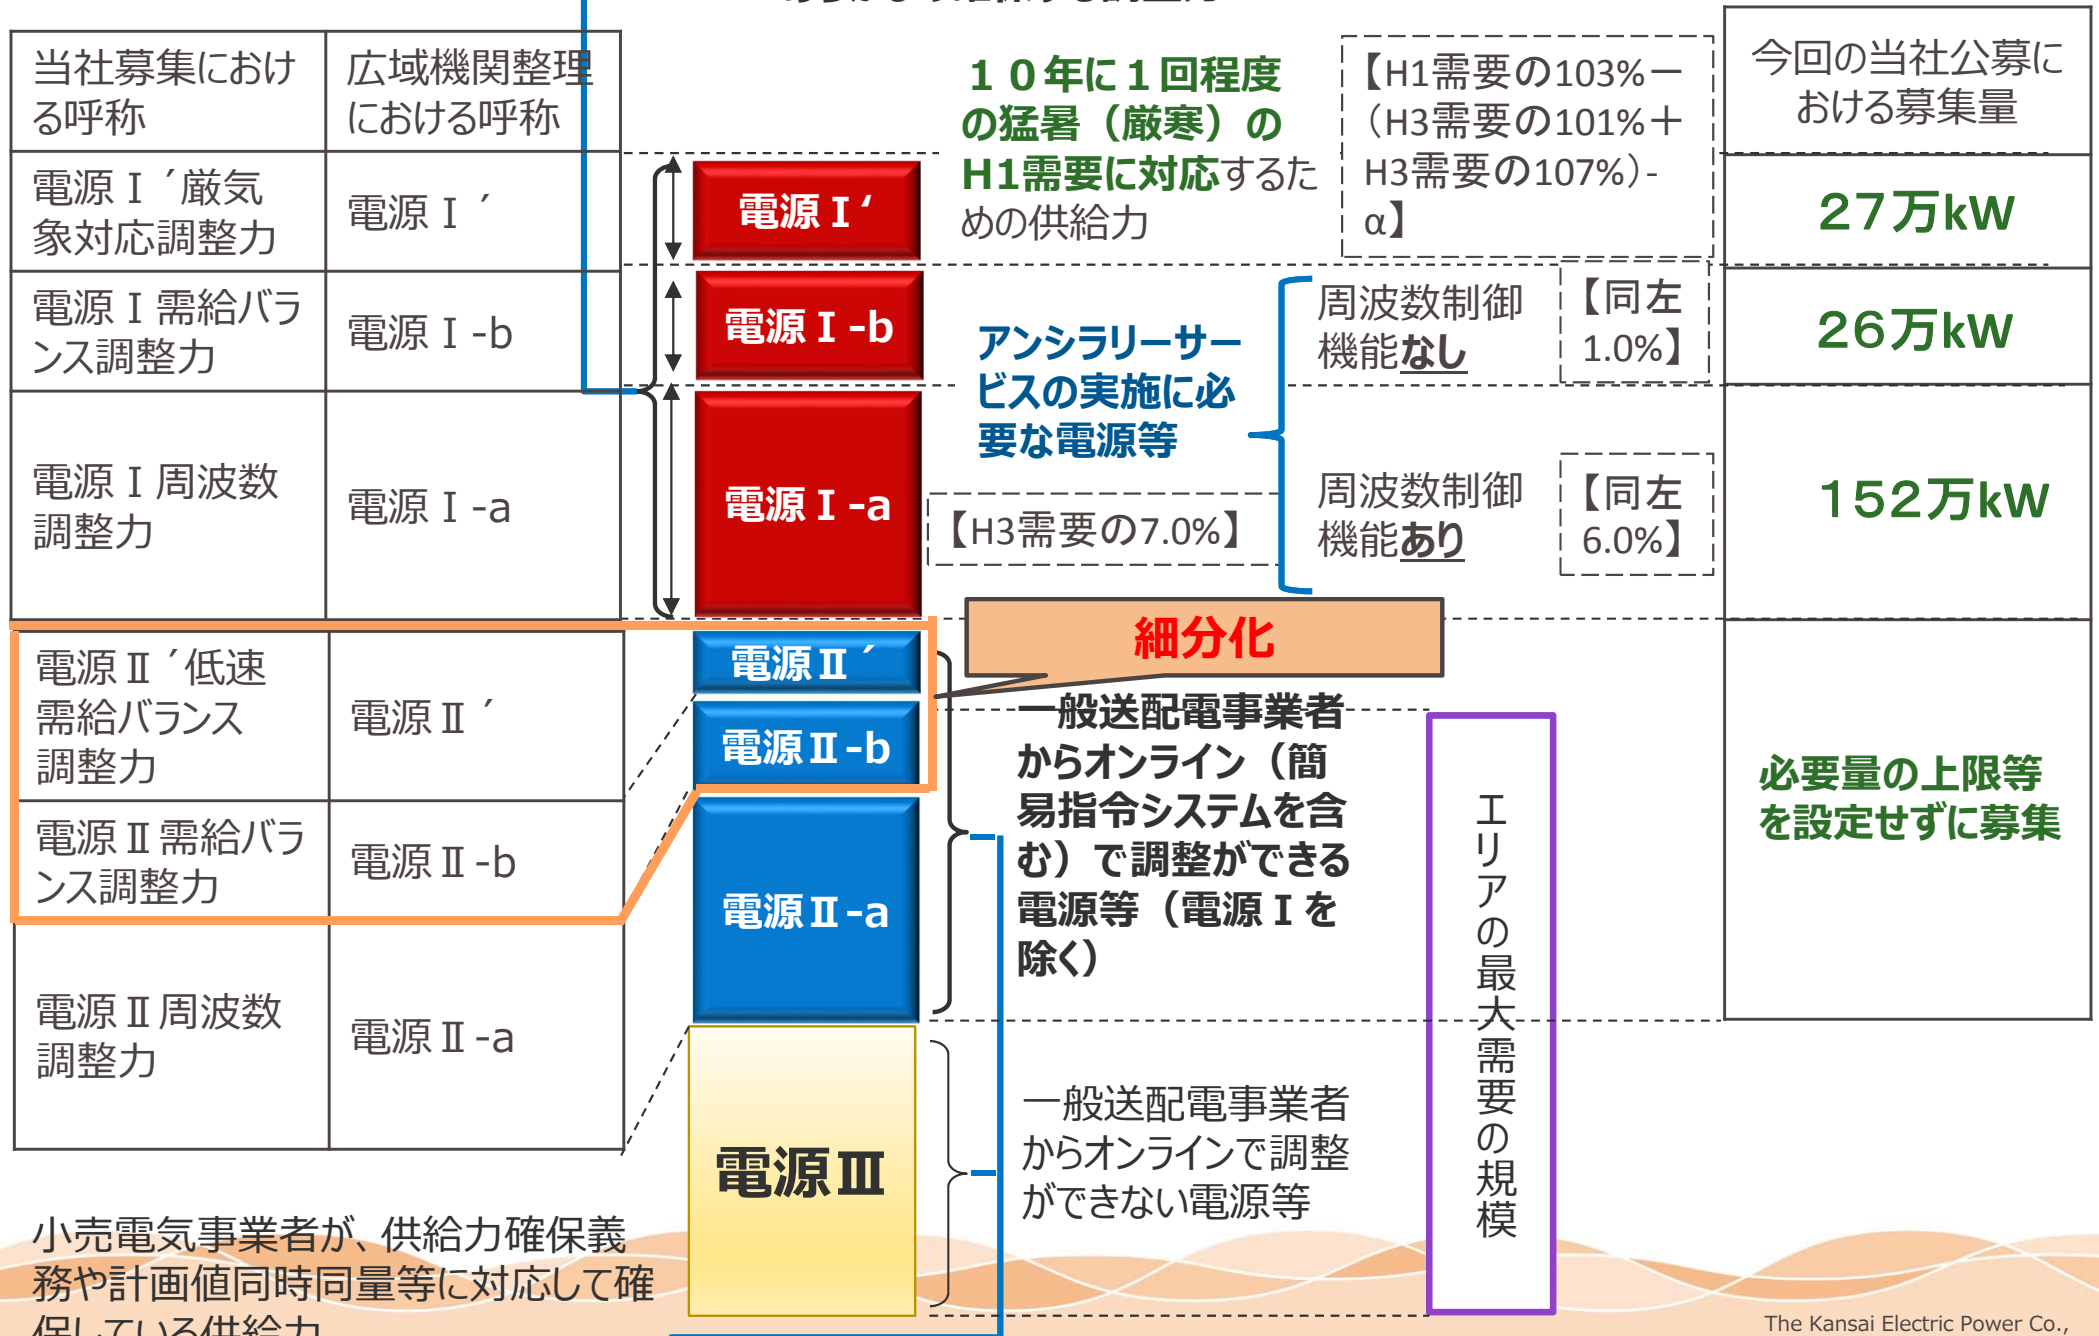 当社募集におけ
る呼称
広域機関整理
における呼称
１０年に１回程度
の猛暑（厳寒）の
H1需要に対応するた
めの供給力
【H1需要の103%ー
（H3需要の101%＋
H3需要の107%）-
α】
今回の当社公募に
おける募集量
電源Ⅰ´厳気
象対応調整力
電源Ⅰ´
電源Ⅰ‘
27万kW
電源Ⅰ需給バラ
ンス調整力
電源Ⅰ-b
電源Ⅰ-b
アンシラリーサー
ビスの実施に必
要な電源等
周波数制御
機能なし
【同左
1.0%】
26万kW
電源Ⅰ周波数
調整力
電源Ⅰ-a
電源Ⅰ-a
【H3需要の7.0%】
周波数制御
機能あり
【同左
6.0%】
152万kW
細分化
電源Ⅱ´低速
需給バランス
調整力
電源Ⅱ´
電源Ⅱ´
電源Ⅱ-b
一般送配電事業者
からオンライン（簡
易指令システムを含
む）で調整ができる
電源等（電源Ⅰを
除く）
必要量の上限等
を設定せずに募集
電源Ⅱ需給バラ
ンス調整力
電源Ⅱ-b
電源Ⅱ-a
電源Ⅱ周波数
調整力
電源Ⅱ-a
エリアの最大需要の規模
電源Ⅲ
一般送配電事業者
からオンラインで調整
ができない電源等
小売電気事業者が、供給力確保義
務や計画値同時同量等に対応して確
保している供給力
The Kansai Electric Power Co.,